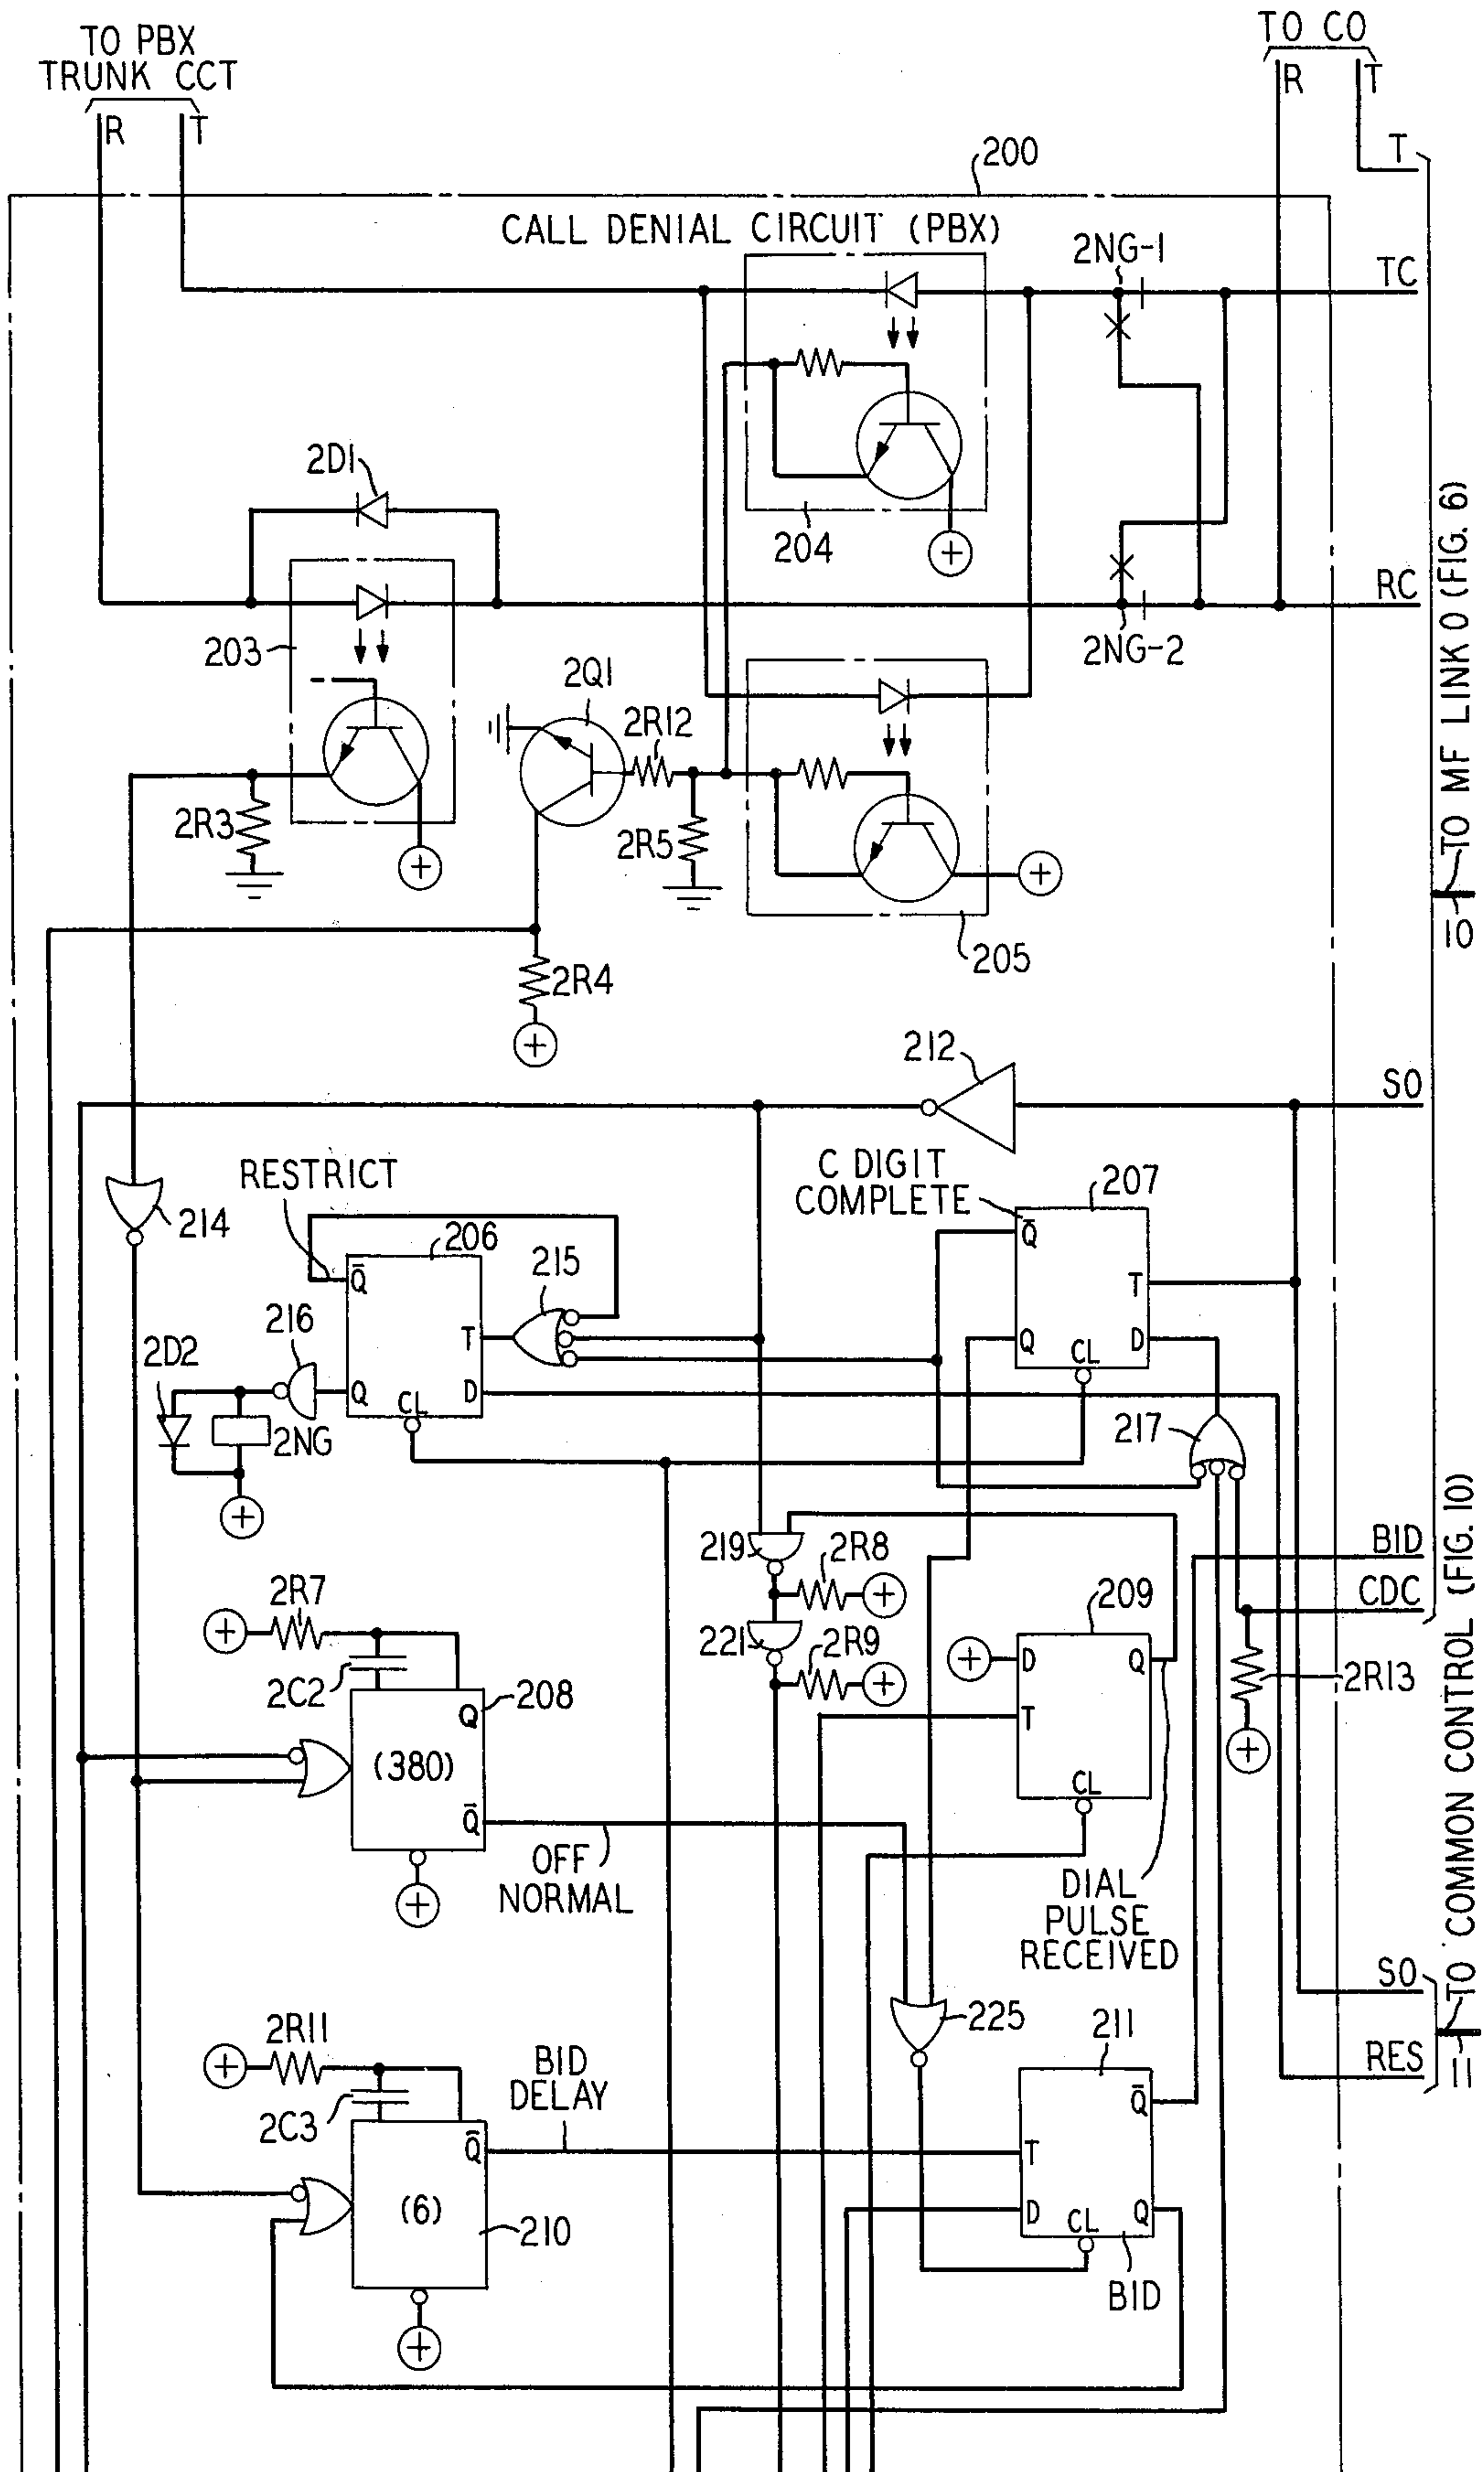 TO PBX
TRUNK CCT
R T
TO CO
R T
T
200
CALL DENIAL CIRCUIT (PBX)
2NG-1
TC
2D1
204
RC
203
2NG-2
2Q1
2R12
2R3
2R5
205
2R4
TO MF LINK 0 (FIG. 6)
10
212
S0
RESTRICT
C DIGIT
COMPLETE
207
214
206
215
Q̅
Q̅
T
216
2D2
T
Q
D
CL
Q
CL
D
2NG
217
219
2R8
BID
CDC
2R7
221
2R9
209
D
Q
T
2C2
208
Q
2R13
(380)
CL
Q̅
OFF
NORMAL
DIAL
PULSE
RECEIVED
TO COMMON CONTROL (FIG. 10)
S0
2R11
BID
DELAY
225
211
RES
11
2C3
Q̅
Q̅
T
(6)
D
Q
CL
210
BID